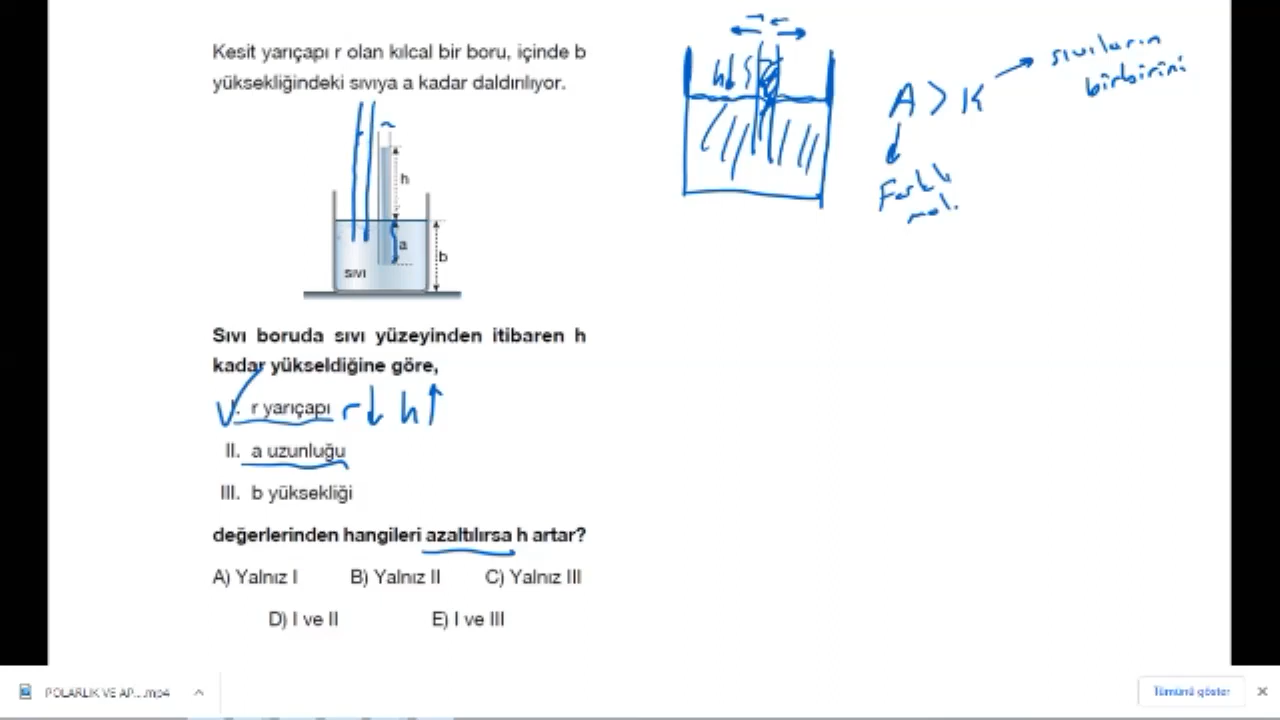 Kesit yarıçapı r olan kılcal bir boru, içinde b
yüksekliğindeki sıvıya a kadar daldırılıyor.
h
a
b
SIVI
h↓
A > K → sıvıların
birbirini
Farklı
mol.
Sıvı boruda sıvı yüzeyinden itibaren h
kadar yükseldiğine göre,
I. r yarıçapı r↓ h↑
II. a uzunluğu
III. b yüksekliği
değerlerinden hangileri azaltılırsa h artar?
A) Yalnız I B) Yalnız II C) Yalnız III
D) I ve II E) I ve III
POLARLIK VE AP....mp4
Tümünü göster